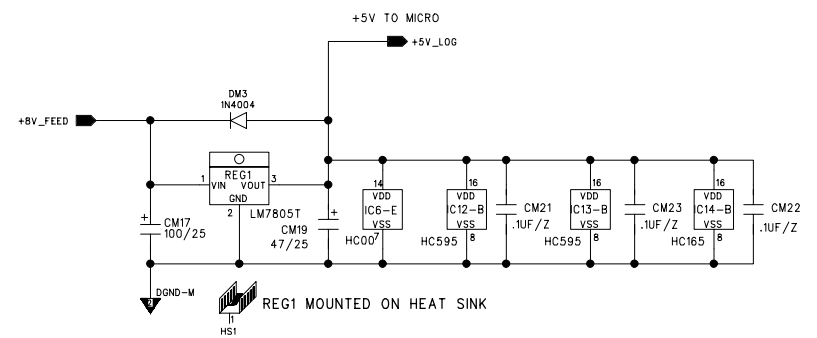 +5V TO MICRO
+5V_LOG
DM3
1N4004
+8V_FEED
REG1
1 VIN VOUT 3
GND
2
LM7805T
+
CM17
100/25
+
CM19
47/25
14
VDD
IC6-E
VSS
HC00 7
16
VDD
IC12-B
VSS
HC595 8
CM21
.1UF/Z
16
VDD
IC13-B
VSS
HC595 8
CM23
.1UF/Z
16
VDD
IC14-B
VSS
HC165 8
CM22
.1UF/Z
DGND-M
2
REG1 MOUNTED ON HEAT SINK
1
HS1